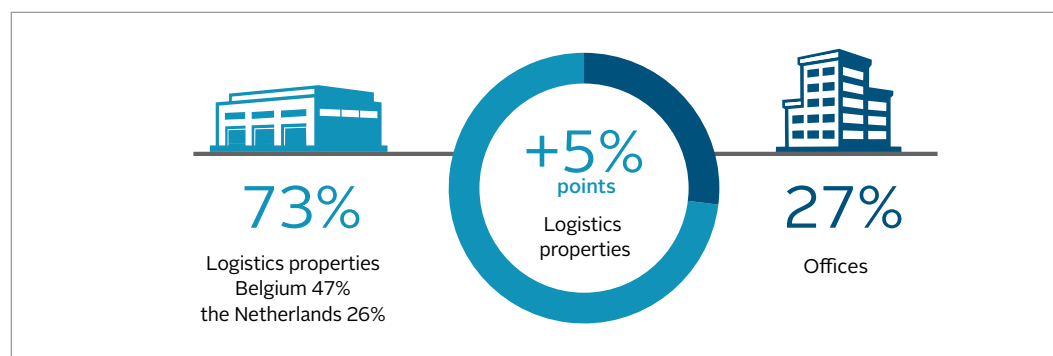 73%
Logistics properties
Belgium 47%
the Netherlands 26%
+5%
points
Logistics
properties
27%
Offices